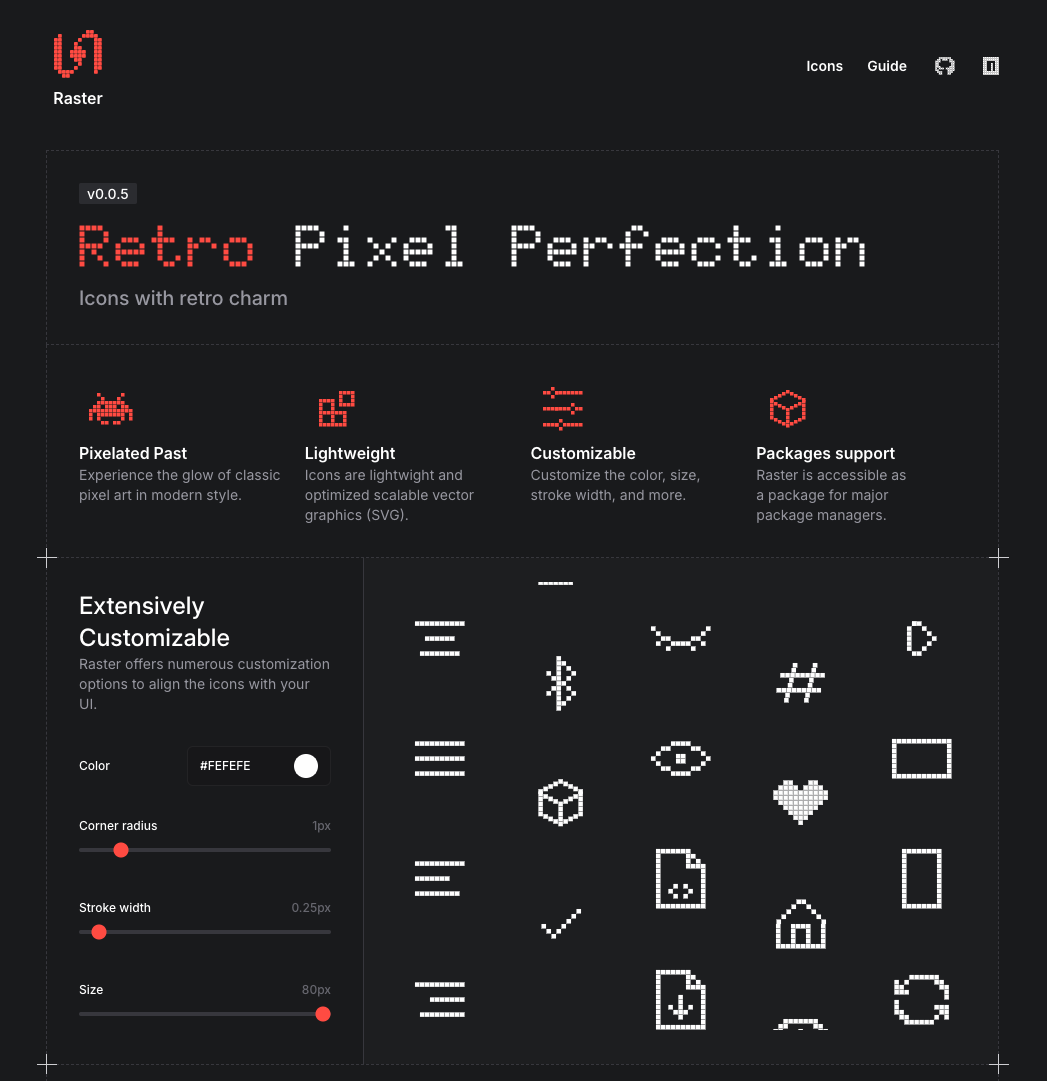 Raster
Icons
Guide
v0.0.5
Retro Pixel Perfection
Icons with retro charm
Pixelated Past
Experience the glow of classic
pixel art in modern style.
Lightweight
Icons are lightwight and
optimized scalable vector
graphics (SVG).
Customizable
Customize the color, size,
stroke width, and more.
Packages support
Raster is accessible as
a package for major
package managers.
Extensively
Customizable
Raster offers numerous customization
options to align the icons with your
UI.
Color
#FEFEFE
Corner radius
1px
Stroke width
0.25px
Size
80px